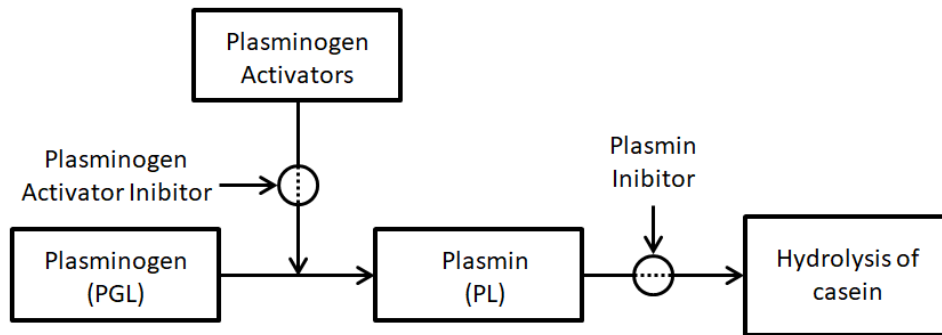 Plasminogen
Activators
Plasminogen
Activator Inibitor
Plasmin
Inibitor
Plasminogen
(PGL)
Plasmin
(PL)
Hydrolysis of
casein